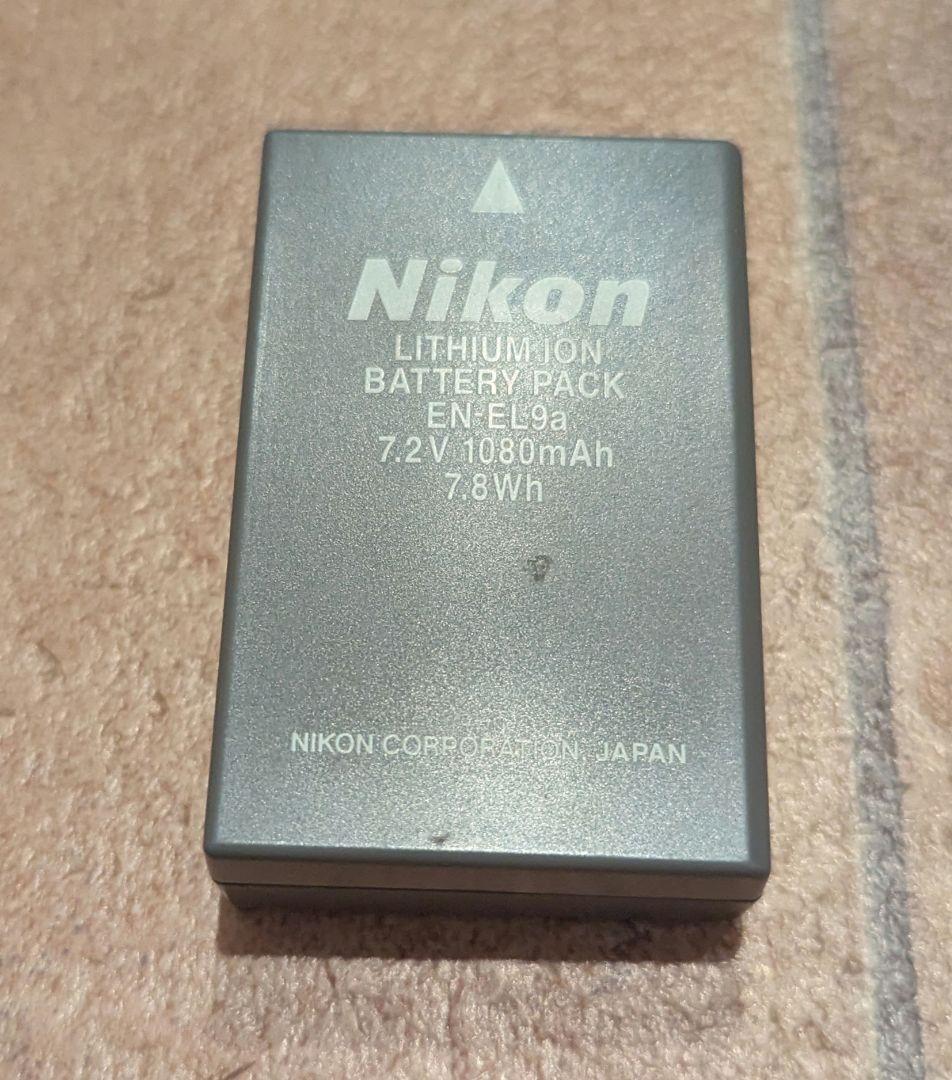 Nikon
LITHIUM ION
BATTERY PACK
EN-EL9a
7.2V 1080mAh
7.8Wh
NIKON CORPORATION, JAPAN